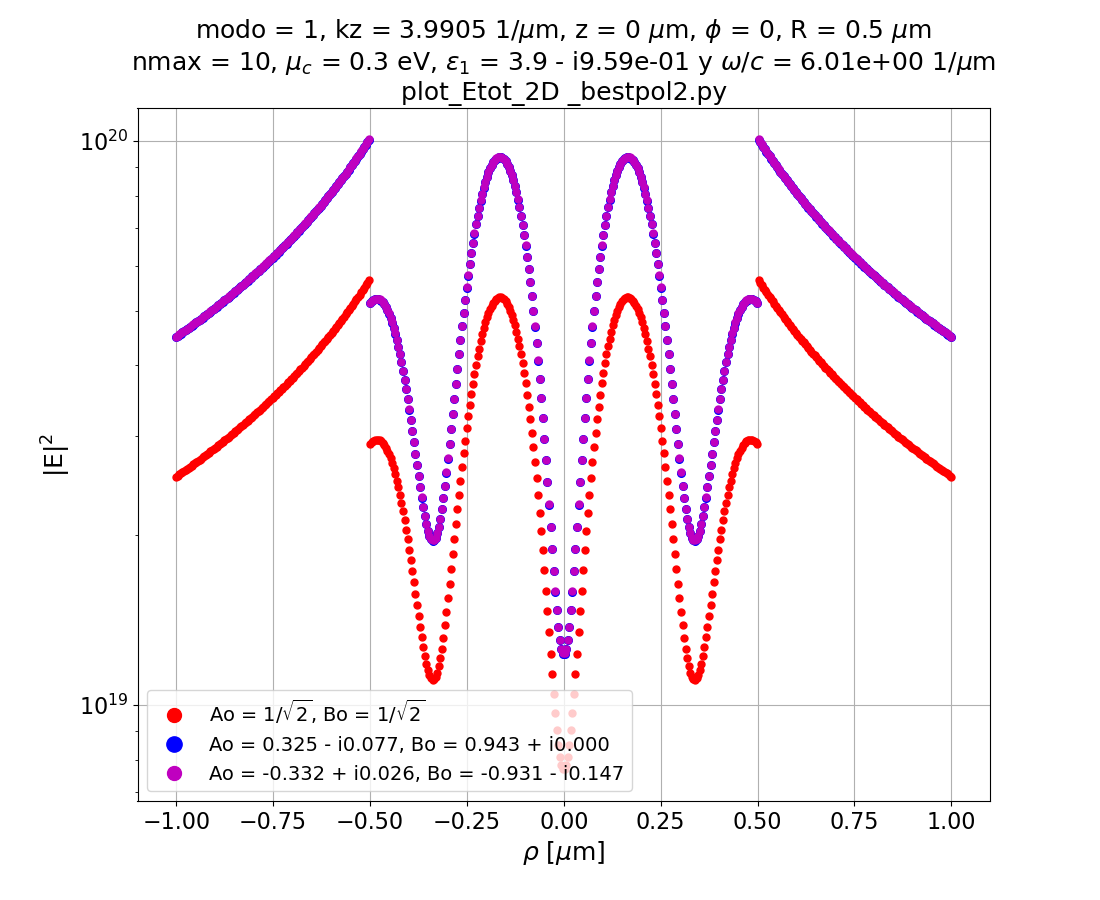 modo = 1, kz = 3.9905 1/μm, z = 0 μm, ϕ = 0, R = 0.5 μm
nmax = 10, μc = 0.3 eV, ε1 = 3.9 - i9.59e-01 y ω/c = 6.01e+00 1/μm
plot_Etot_2D _bestpol2.py
10^20
|E|^2
10^19
Ao = 1/√2, Bo = 1/√2
Ao = 0.325 - i0.077, Bo = 0.943 + i0.000
Ao = -0.332 + i0.026, Bo = -0.931 - i0.147
−1.00 −0.75 −0.50 −0.25 0.00 0.25 0.50 0.75 1.00
ρ [μm]